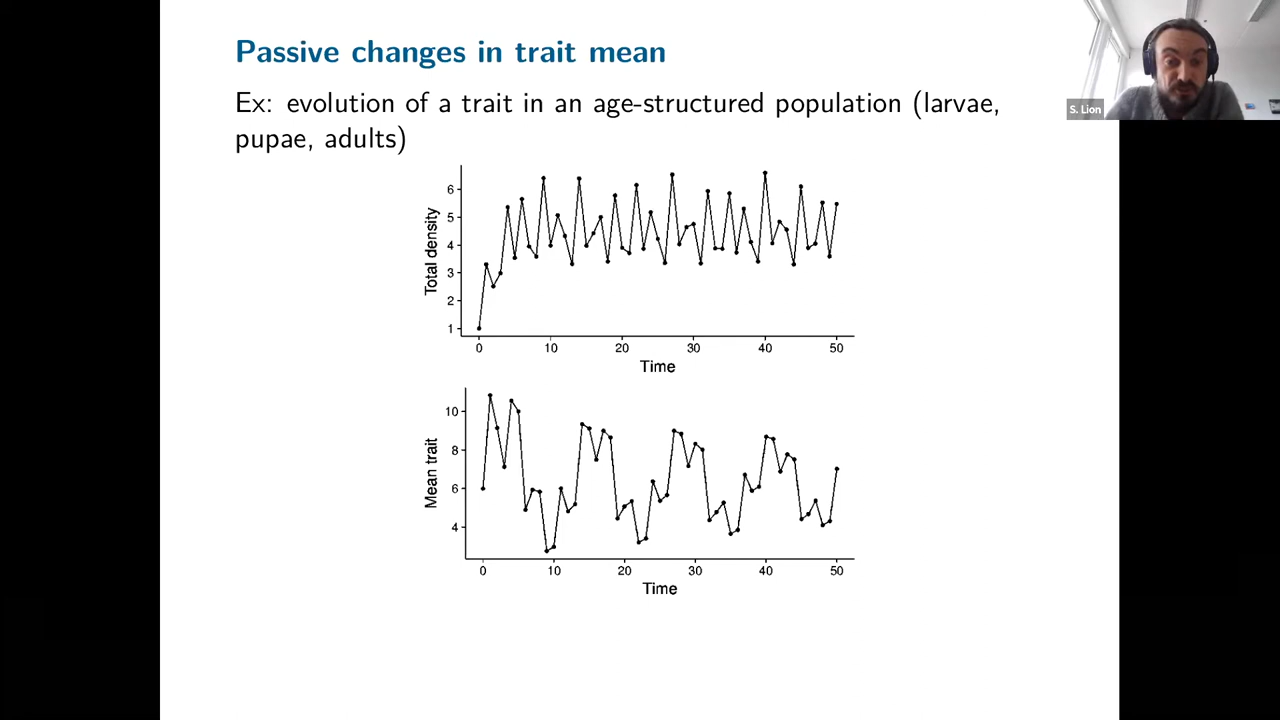 Passive changes in trait mean
Ex: evolution of a trait in an age-structured population (larvae,
pupae, adults)
S. Lion
Total density
6
5
4
3
2
1
0 10 20 30 40 50
Time
Mean trait
10
8
6
4
0 10 20 30 40 50
Time